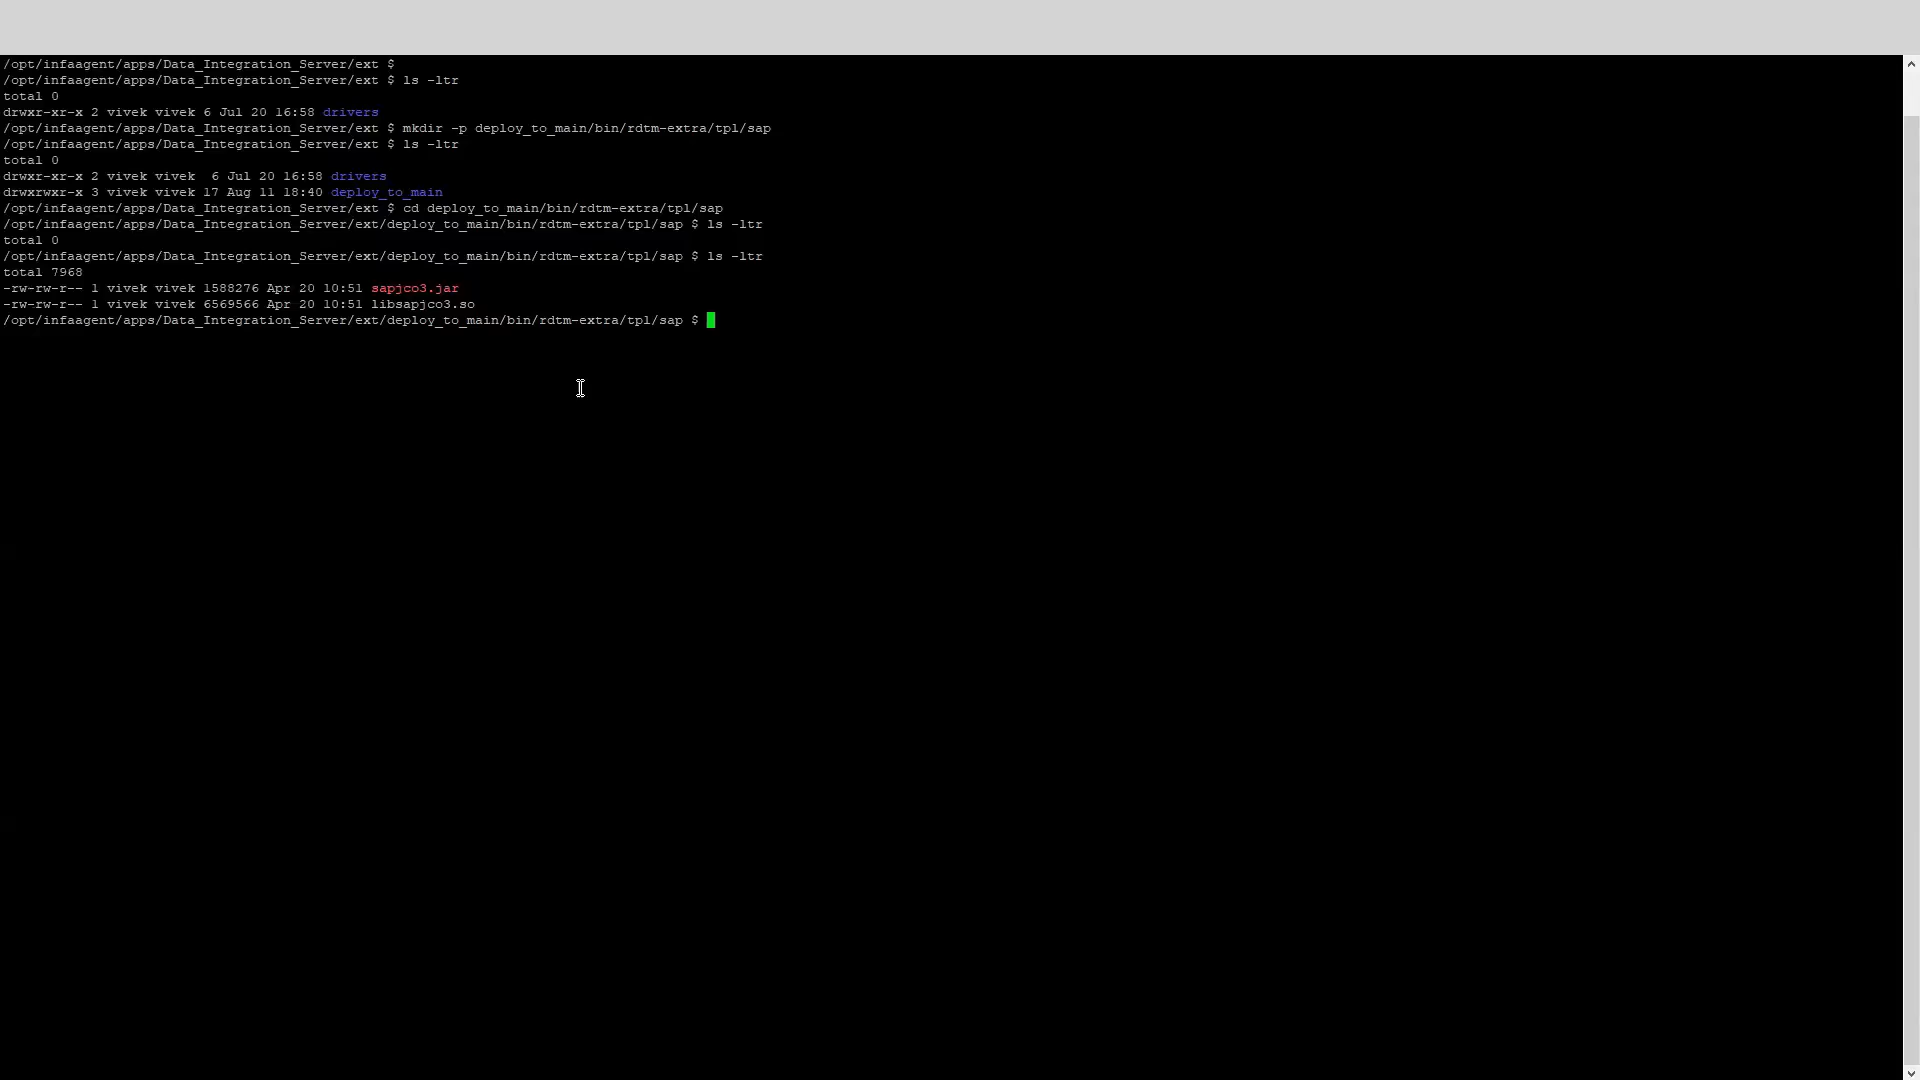 /opt/infaagent/apps/Data_Integration_Server/ext $
/opt/infaagent/apps/Data_Integration_Server/ext $ ls -ltr
total 0
drwxr-xr-x 2 vivek vivek 6 Jul 20 16:58 drivers
/opt/infaagent/apps/Data_Integration_Server/ext $ mkdir -p deploy_to_main/bin/rdtm-extra/tpl/sap
/opt/infaagent/apps/Data_Integration_Server/ext $ ls -ltr
total 0
drwxr-xr-x 2 vivek vivek  6 Jul 20 16:58 drivers
drwxrwxr-x 3 vivek vivek 17 Aug 11 18:40 deploy_to_main
/opt/infaagent/apps/Data_Integration_Server/ext $ cd deploy_to_main/bin/rdtm-extra/tpl/sap
/opt/infaagent/apps/Data_Integration_Server/ext/deploy_to_main/bin/rdtm-extra/tpl/sap $ ls -ltr
total 0
/opt/infaagent/apps/Data_Integration_Server/ext/deploy_to_main/bin/rdtm-extra/tpl/sap $ ls -ltr
total 7968
-rw-rw-r-- 1 vivek vivek 1588276 Apr 20 10:51 sapjco3.jar
-rw-rw-r-- 1 vivek vivek 6569566 Apr 20 10:51 libsapjco3.so
/opt/infaagent/apps/Data_Integration_Server/ext/deploy_to_main/bin/rdtm-extra/tpl/sap $